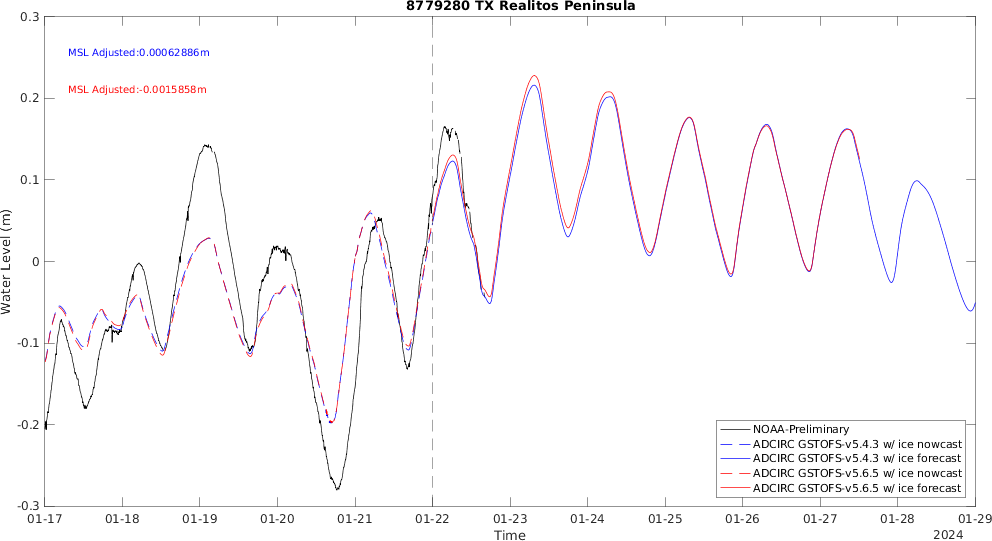 8779280 TX Realitos Peninsula
MSL Adjusted:0.00062886m
MSL Adjusted:-0.0015858m
Water Level (m)
0.3
0.2
0.1
0
-0.1
-0.2
-0.3
NOAA-Preliminary
ADCIRC GSTOFS-v5.4.3 w/ ice nowcast
ADCIRC GSTOFS-v5.4.3 w/ ice forecast
ADCIRC GSTOFS-v5.6.5 w/ ice nowcast
ADCIRC GSTOFS-v5.6.5 w/ ice forecast
01-17 01-18 01-19 01-20 01-21 01-22 01-23 01-24 01-25 01-26 01-27 01-28 01-29
Time
2024